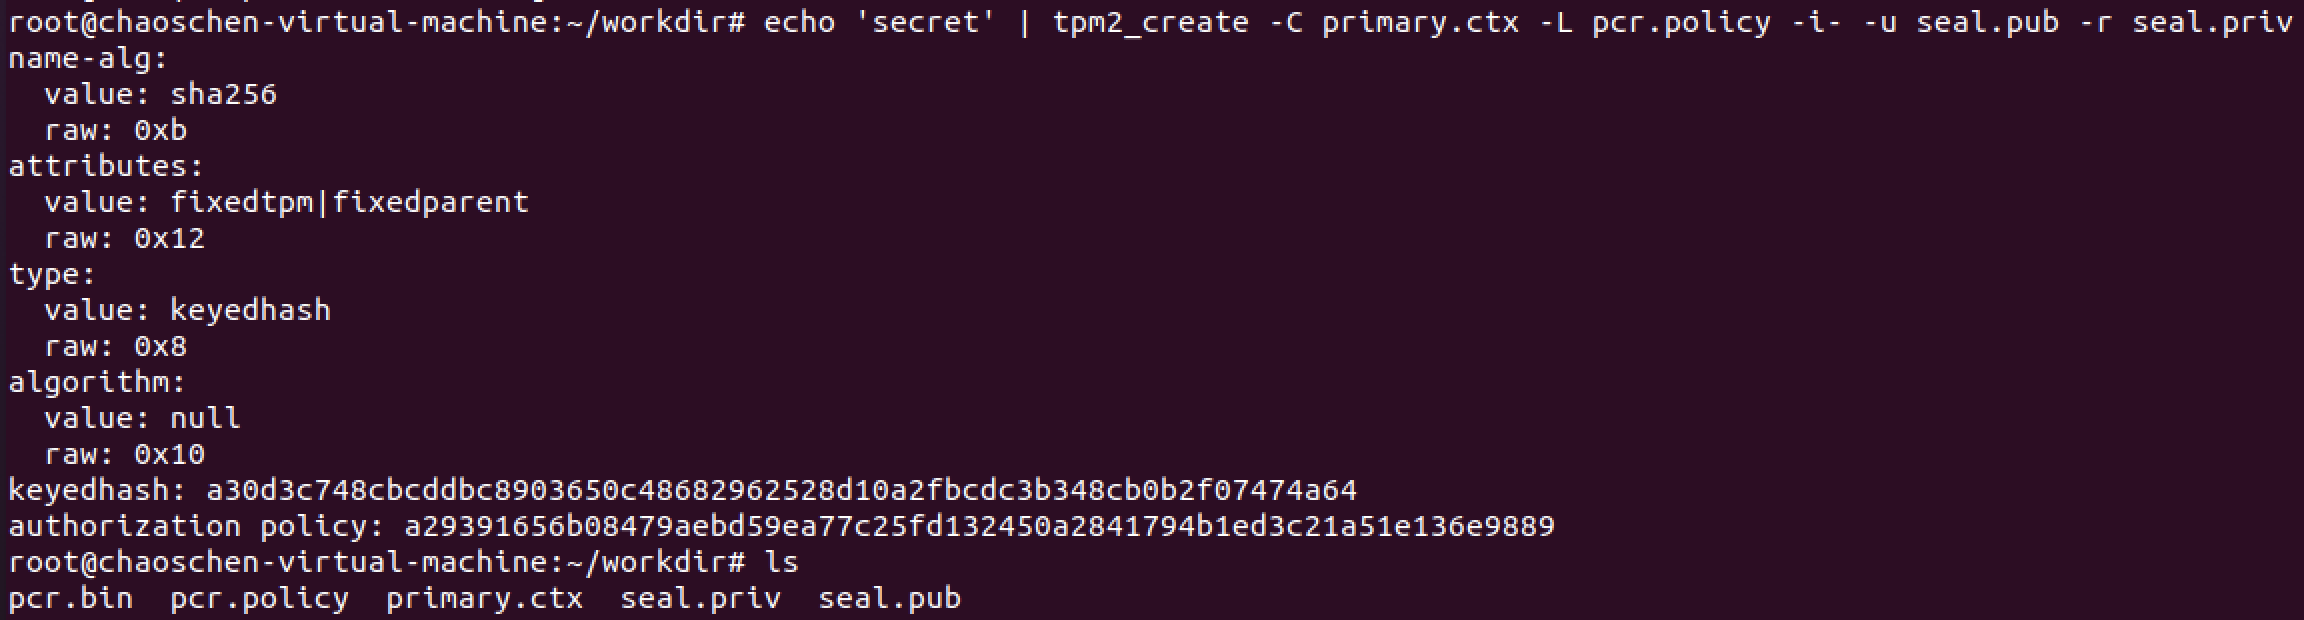 root@chaoschen-virtual-machine:~/workdir# echo 'secret' | tpm2_create -C primary.ctx -L pcr.policy -i- -u seal.pub -r seal.priv
name-alg:
  value: sha256
  raw: 0xb
attributes:
  value: fixedtpm|fixedparent
  raw: 0x12
type:
  value: keyedhash
  raw: 0x8
algorithm:
  value: null
  raw: 0x10
keyedhash: a30d3c748cbcddbc8903650c48682962528d10a2fbcdc3b348cb0b2f07474a64
authorization policy: a29391656b08479aebd59ea77c25fd132450a2841794b1ed3c21a51e136e9889
root@chaoschen-virtual-machine:~/workdir# ls
pcr.bin  pcr.policy  primary.ctx  seal.priv  seal.pub